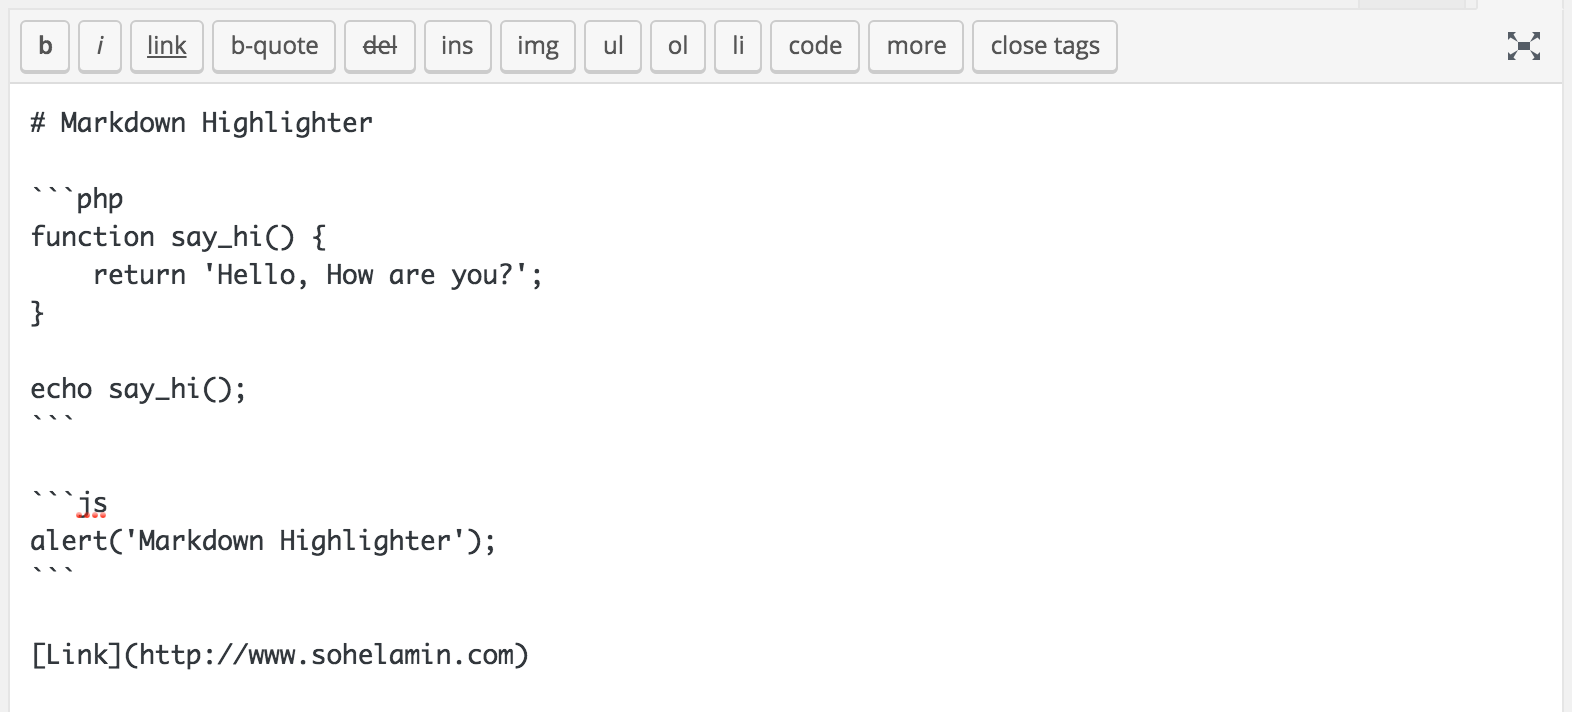 b i link b-quote del ins img ul ol li code more close tags
# Markdown Highlighter
```php
function say_hi() {
    return 'Hello, How are you?';
}
echo say_hi();
```
```js
alert('Markdown Highlighter');
```
[Link](http://www.sohelamin.com)